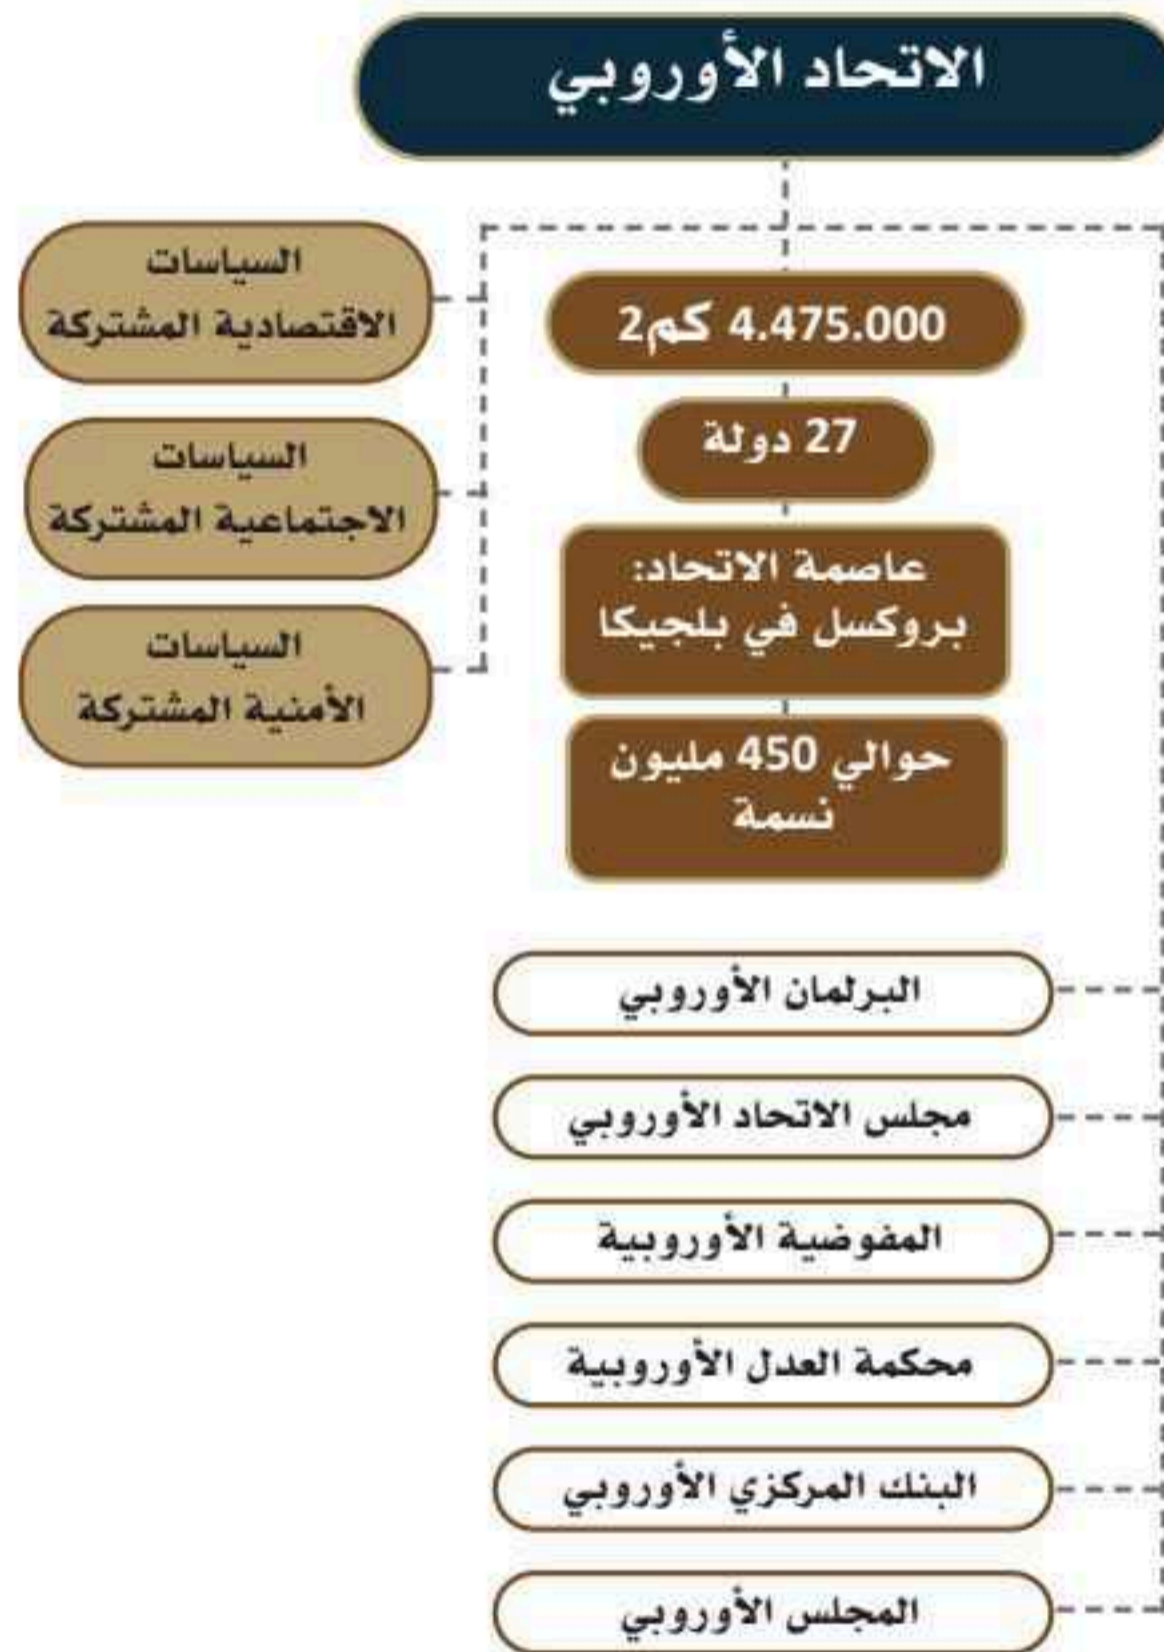 الاتحاد الأوروبي
4.475.000 كم2
27 دولة
عاصمة الاتحاد:
بروكسل في بلجيكا
حوالي 450 مليون
نسمة
السياسات
الاقتصادية المشتركة
السياسات
الاجتماعية المشتركة
السياسات
الأمنية المشتركة
البرلمان الأوروبي
مجلس الاتحاد الأوروبي
المفوضية الأوروبية
محكمة العدل الأوروبية
البنك المركزي الأوروبي
المجلس الأوروبي